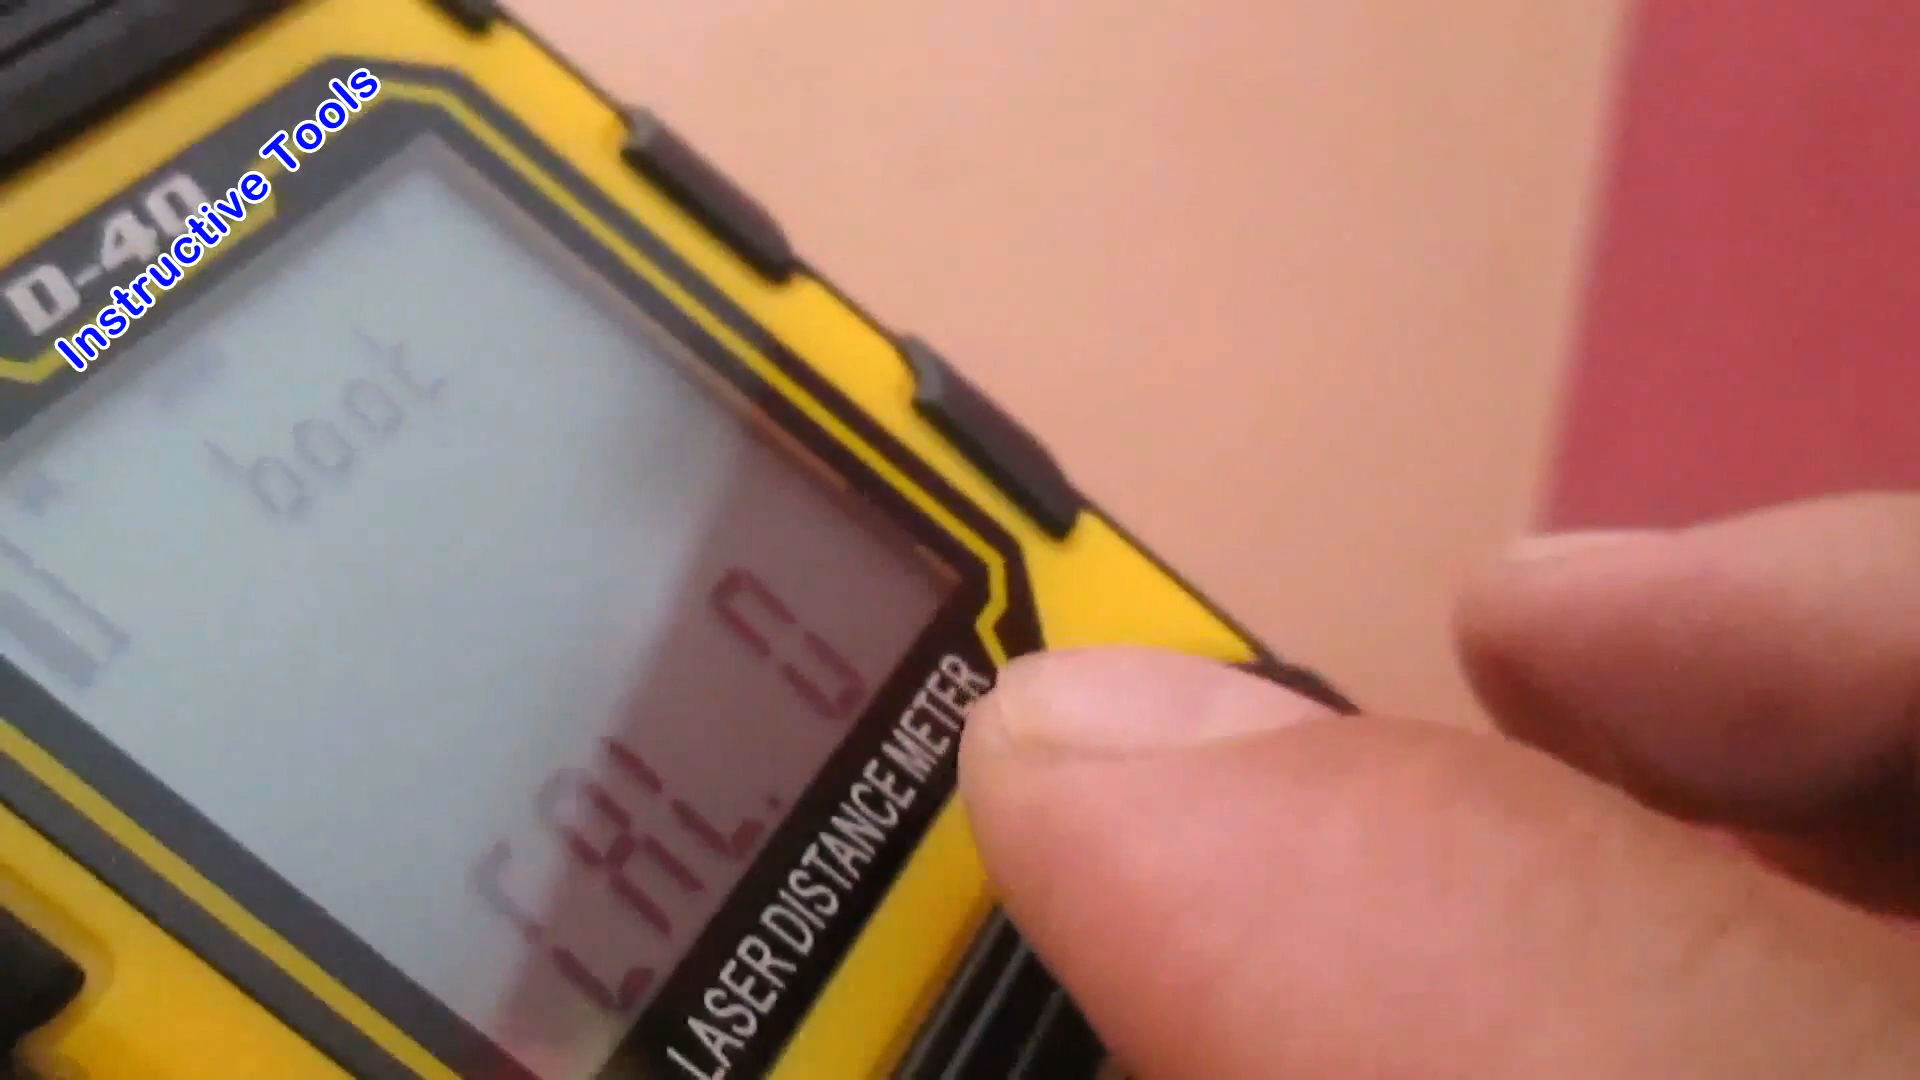 D-40
Instructive Tools
boot
CAL. 0
LASER DISTANCE METER